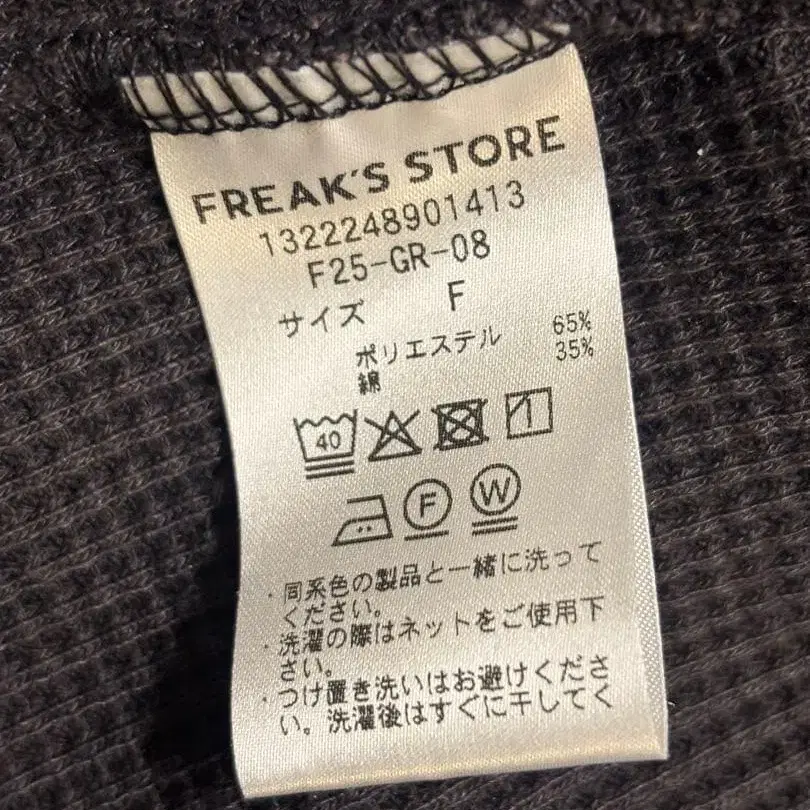 FREAK'S STORE
1322248901413
F25-GR-08
サイズ F
ポリエステル 65%
綿 35%
40
F W
・同系色の製品と一緒に洗って
ください。
・洗濯の際はネットをご使用下
さい。
・つけ置き洗いはお避けくださ
い。洗濯後はすぐに干してく